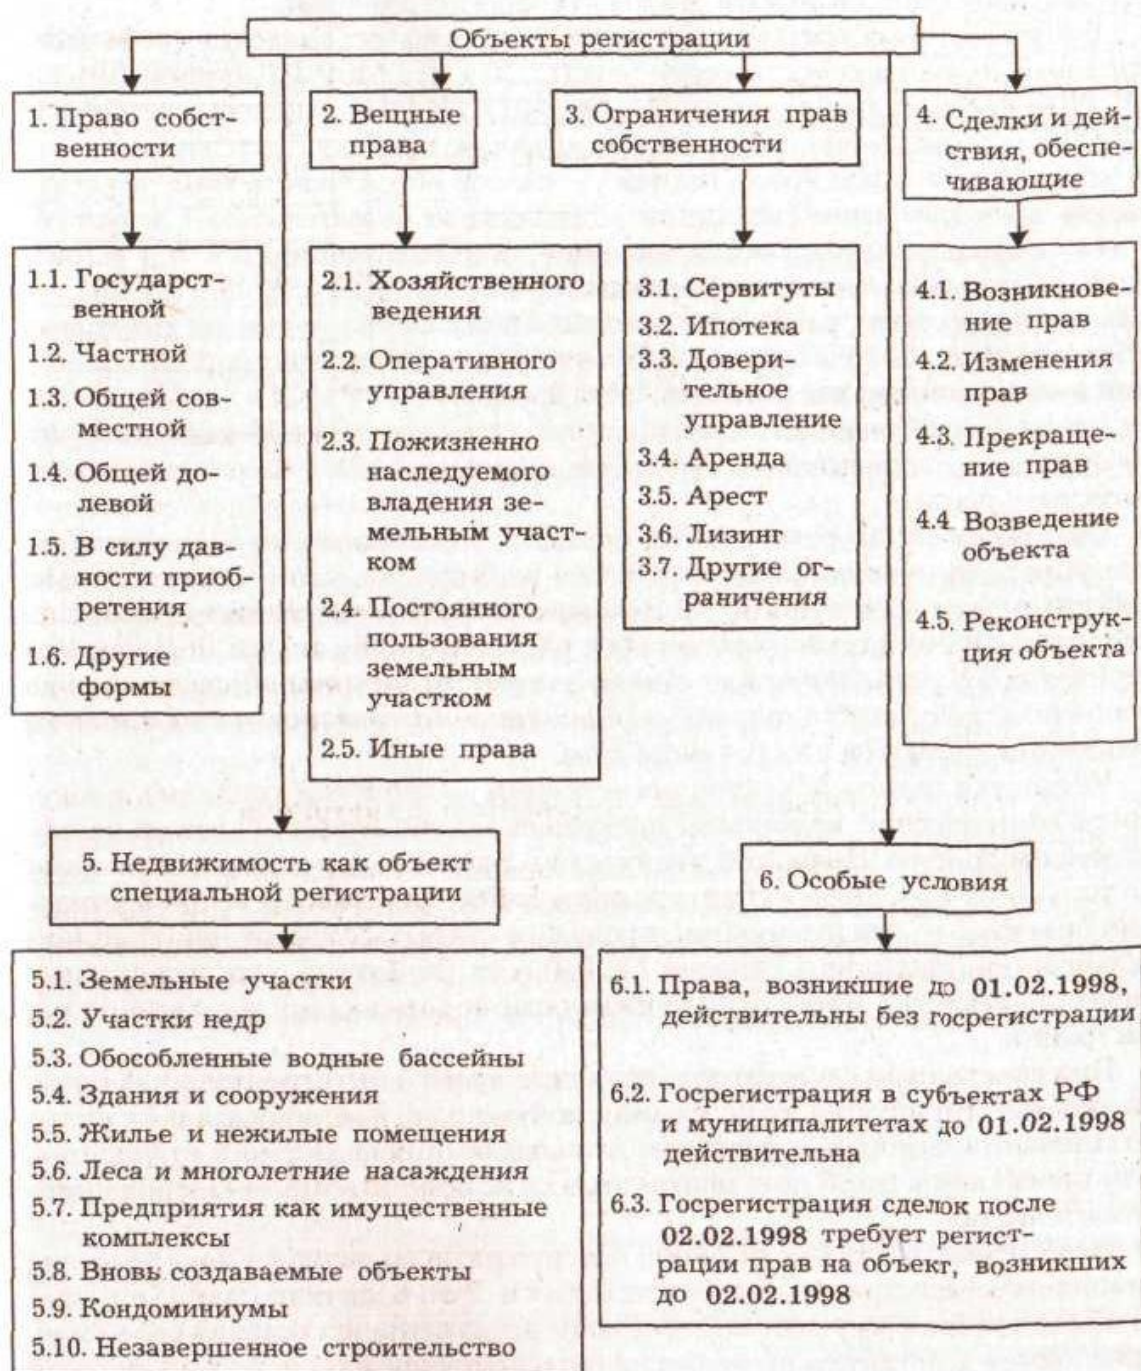 Объекты регистрации
1. Право собст-
венности
2. Вещные
права
3. Ограничения прав
собственности
4. Сделки и дей-
ствия, обеспе-
чивающие
1.1. Государст-
венной
1.2. Частной
1.3. Общей сов-
местной
1.4. Общей до-
левой
1.5. В силу дав-
ности приоб-
ретения
1.6. Другие
формы
2.1. Хозяйственного
ведения
2.2. Оперативного
управления
2.3. Пожизненно
наследуемого
владения зе-
мельным участ-
ком
2.4. Постоянного
пользования
земельным
участком
2.5. Иные права
3.1. Сервитуты
3.2. Ипотека
3.3. Довери-
тельное
управление
3.4. Аренда
3.5. Арест
3.6. Лизинг
3.7. Другие ог-
раничения
4.1. Возникнове-
ние прав
4.2. Изменения
прав
4.3. Прекраще-
ние прав
4.4. Возведение
объекта
4.5. Реконструк-
ция объекта
5. Недвижимость как объект
специальной регистрации
6. Особые условия
5.1. Земельные участки
5.2. Участки недр
5.3. Обособленные водные бассейны
5.4. Здания и сооружения
5.5. Жилье и нежилые помещения
5.6. Леса и многолетние насаждения
5.7. Предприятия как имущественные
комплексы
5.8. Вновь создаваемые объекты
5.9. Кондоминиумы
5.10. Незавершенное строительство
6.1. Права, возникшие до 01.02.1998,
действительны без госрегистрации
6.2. Госрегистрация в субъектах РФ
и муниципалитетах до 01.02.1998
действительна
6.3. Госрегистрация сделок после
02.02.1998 требует регист-
рации прав на объект, возникших
до 02.02.1998